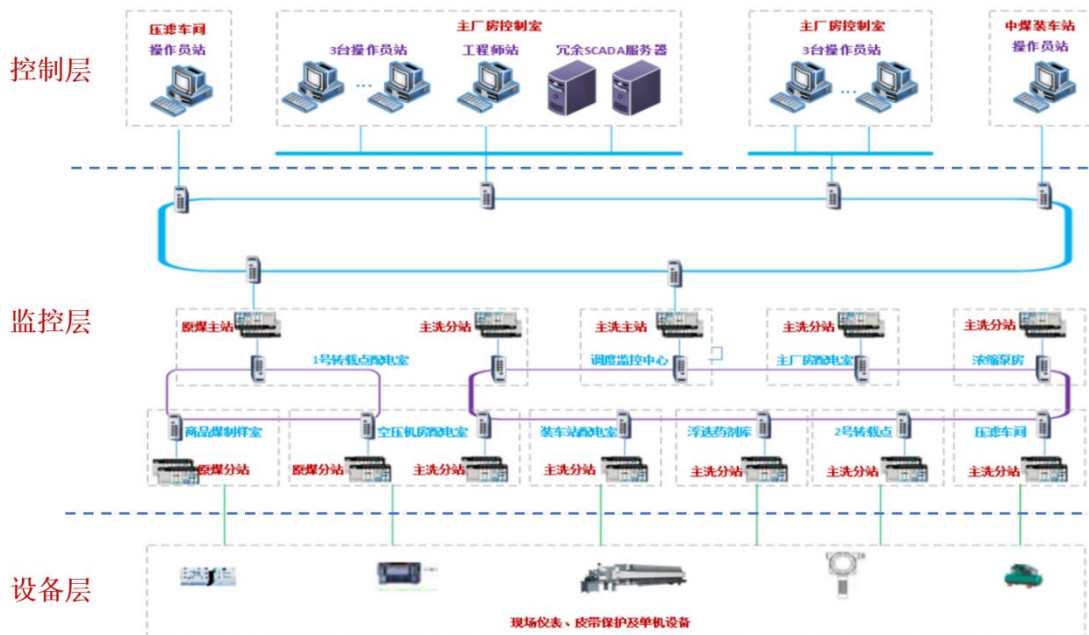 控制层
压滤车间
操作员站
主厂房控制室
3台操作员站
工程师站
冗余SCADA服务器
...
主厂房控制室
3台操作员站
...
中煤装车站
操作员站
监控层
原煤主站
主洗分站
1号转载点配电室
主洗主站
调度监控中心
主洗分站
主厂房配电室
主洗分站
浓缩泵房
商品煤制样室
原煤分站
空压机房配电室
原煤分站
主洗分站
装车站配电室
主洗分站
浮选药剂库
主洗分站
2号转载点
主洗分站
压滤车间
主洗分站
设备层
现场仪表、皮带保护及单机设备